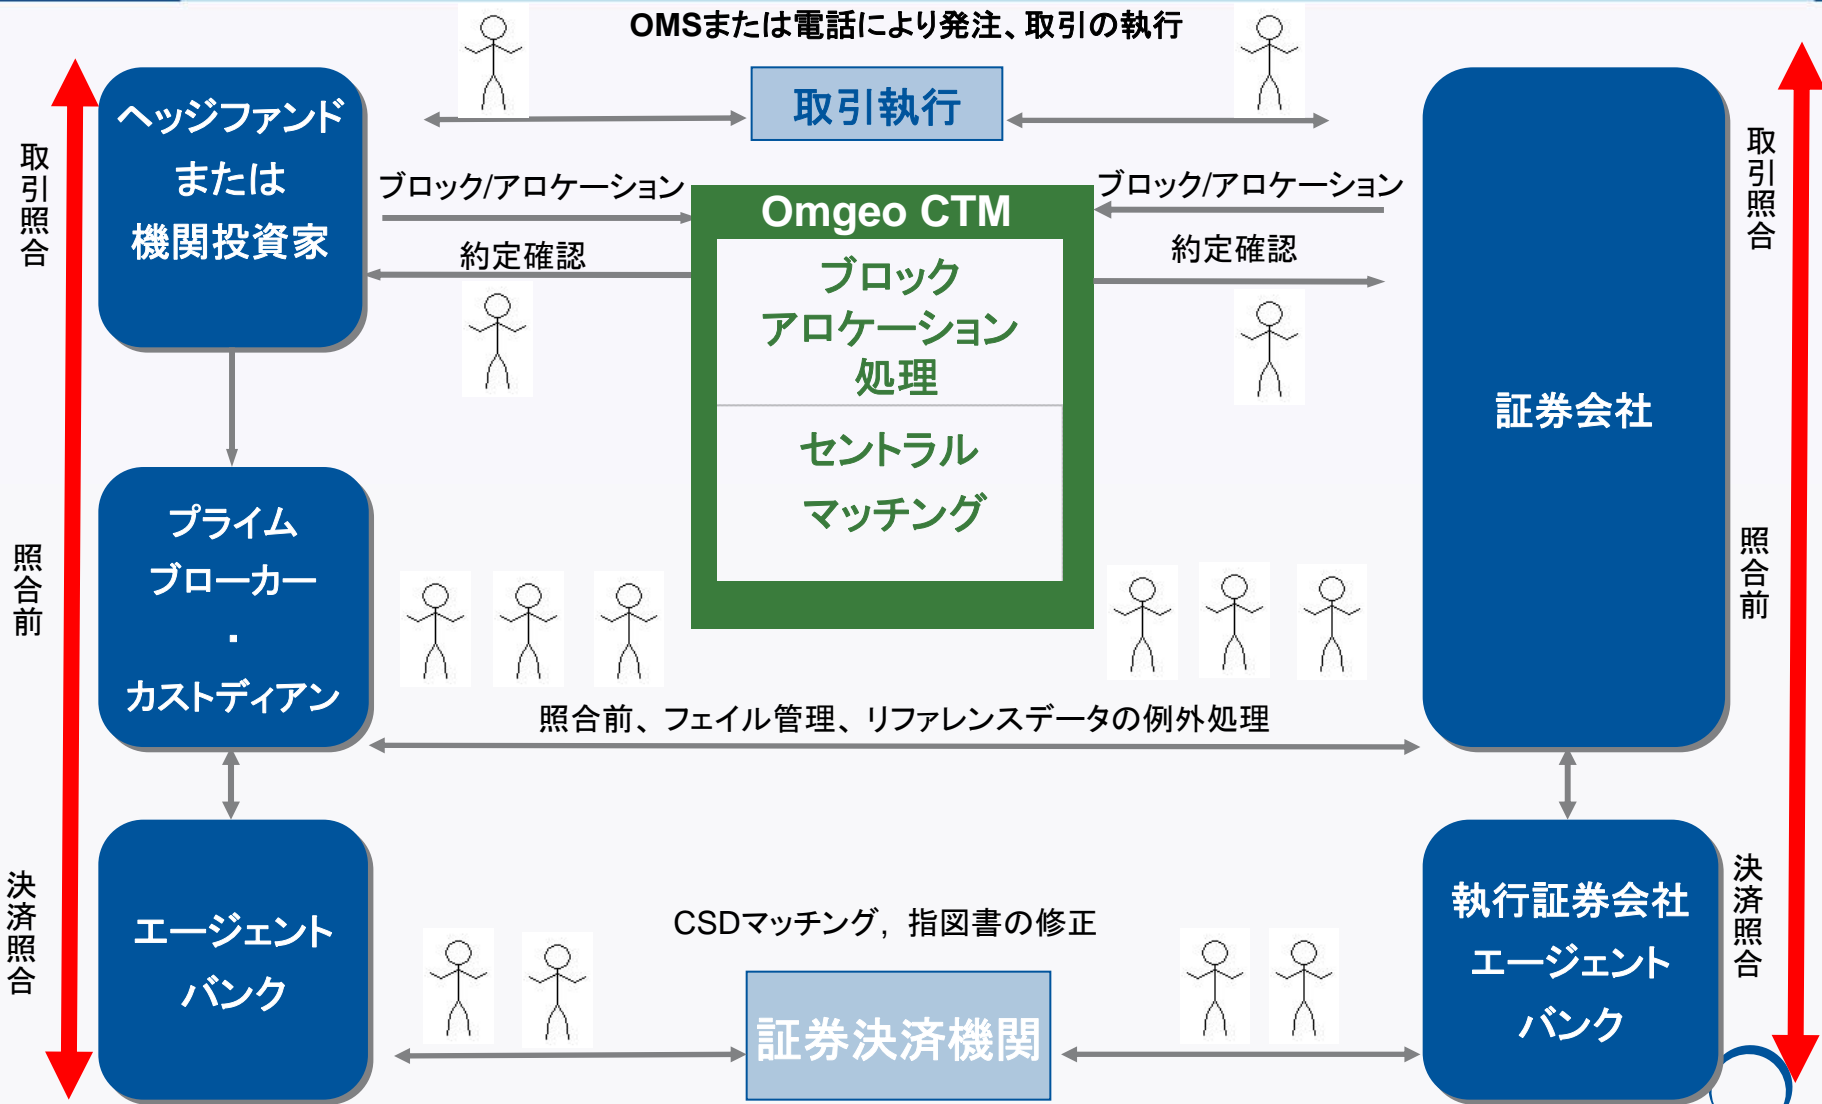 OMSまたは電話により発注、取引の執行
ヘッジファンド
または
機関投資家
取引執行
取引照合
取引照合
ブロック/アロケーション
ブロック/アロケーション
Omgeo CTM
約定確認
約定確認
ブロック
アロケーション
処理
セントラル
マッチング
証券会社
プライム
ブローカー
・
カストディアン
照合前
照合前
照合前、フェイル管理、リファレンスデータの例外処理
エージェント
バンク
決済照合
決済照合
CSDマッチング，指図書の修正
証券決済機関
執行証券会社
エージェント
バンク